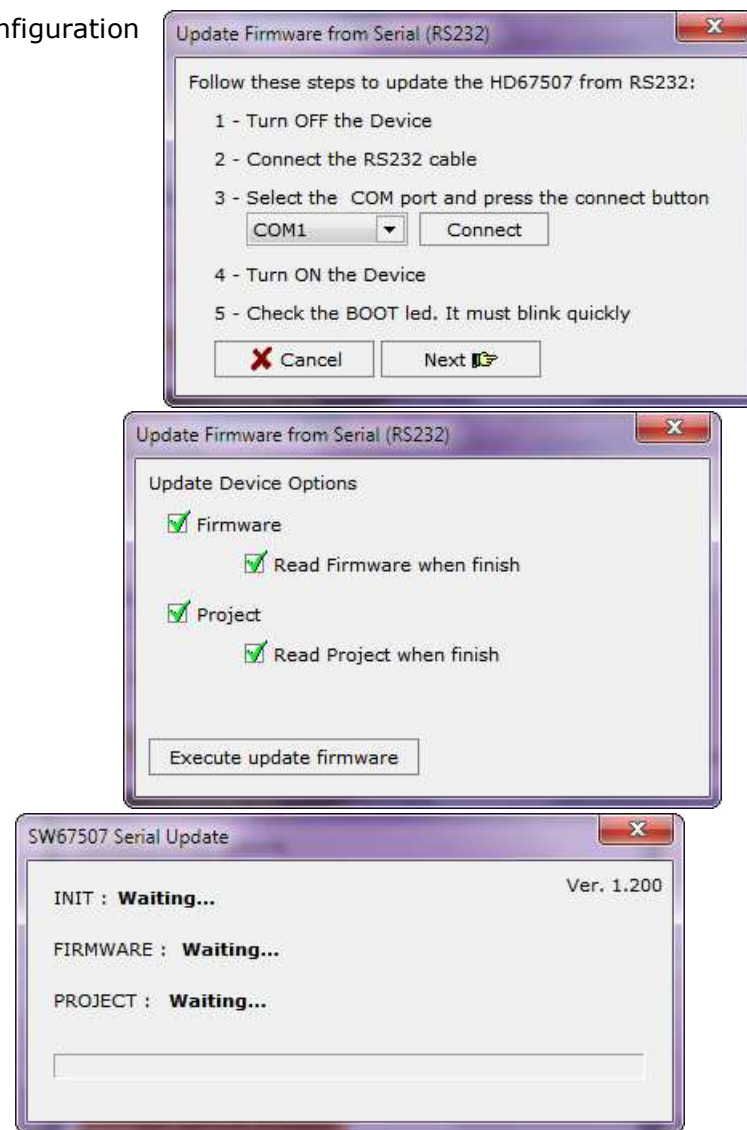 nfiguration
Update Firmware from Serial (RS232)
Follow these steps to update the HD67507 from RS232:
1 - Turn OFF the Device
2 - Connect the RS232 cable
3 - Select the COM port and press the connect button
COM1 Connect
4 - Turn ON the Device
5 - Check the BOOT led. It must blink quickly
Cancel Next
Update Firmware from Serial (RS232)
Update Device Options
Firmware
Read Firmware when finish
Project
Read Project when finish
Execute update firmware
SW67507 Serial Update
Ver. 1.200
INIT : Waiting...
FIRMWARE : Waiting...
PROJECT : Waiting...